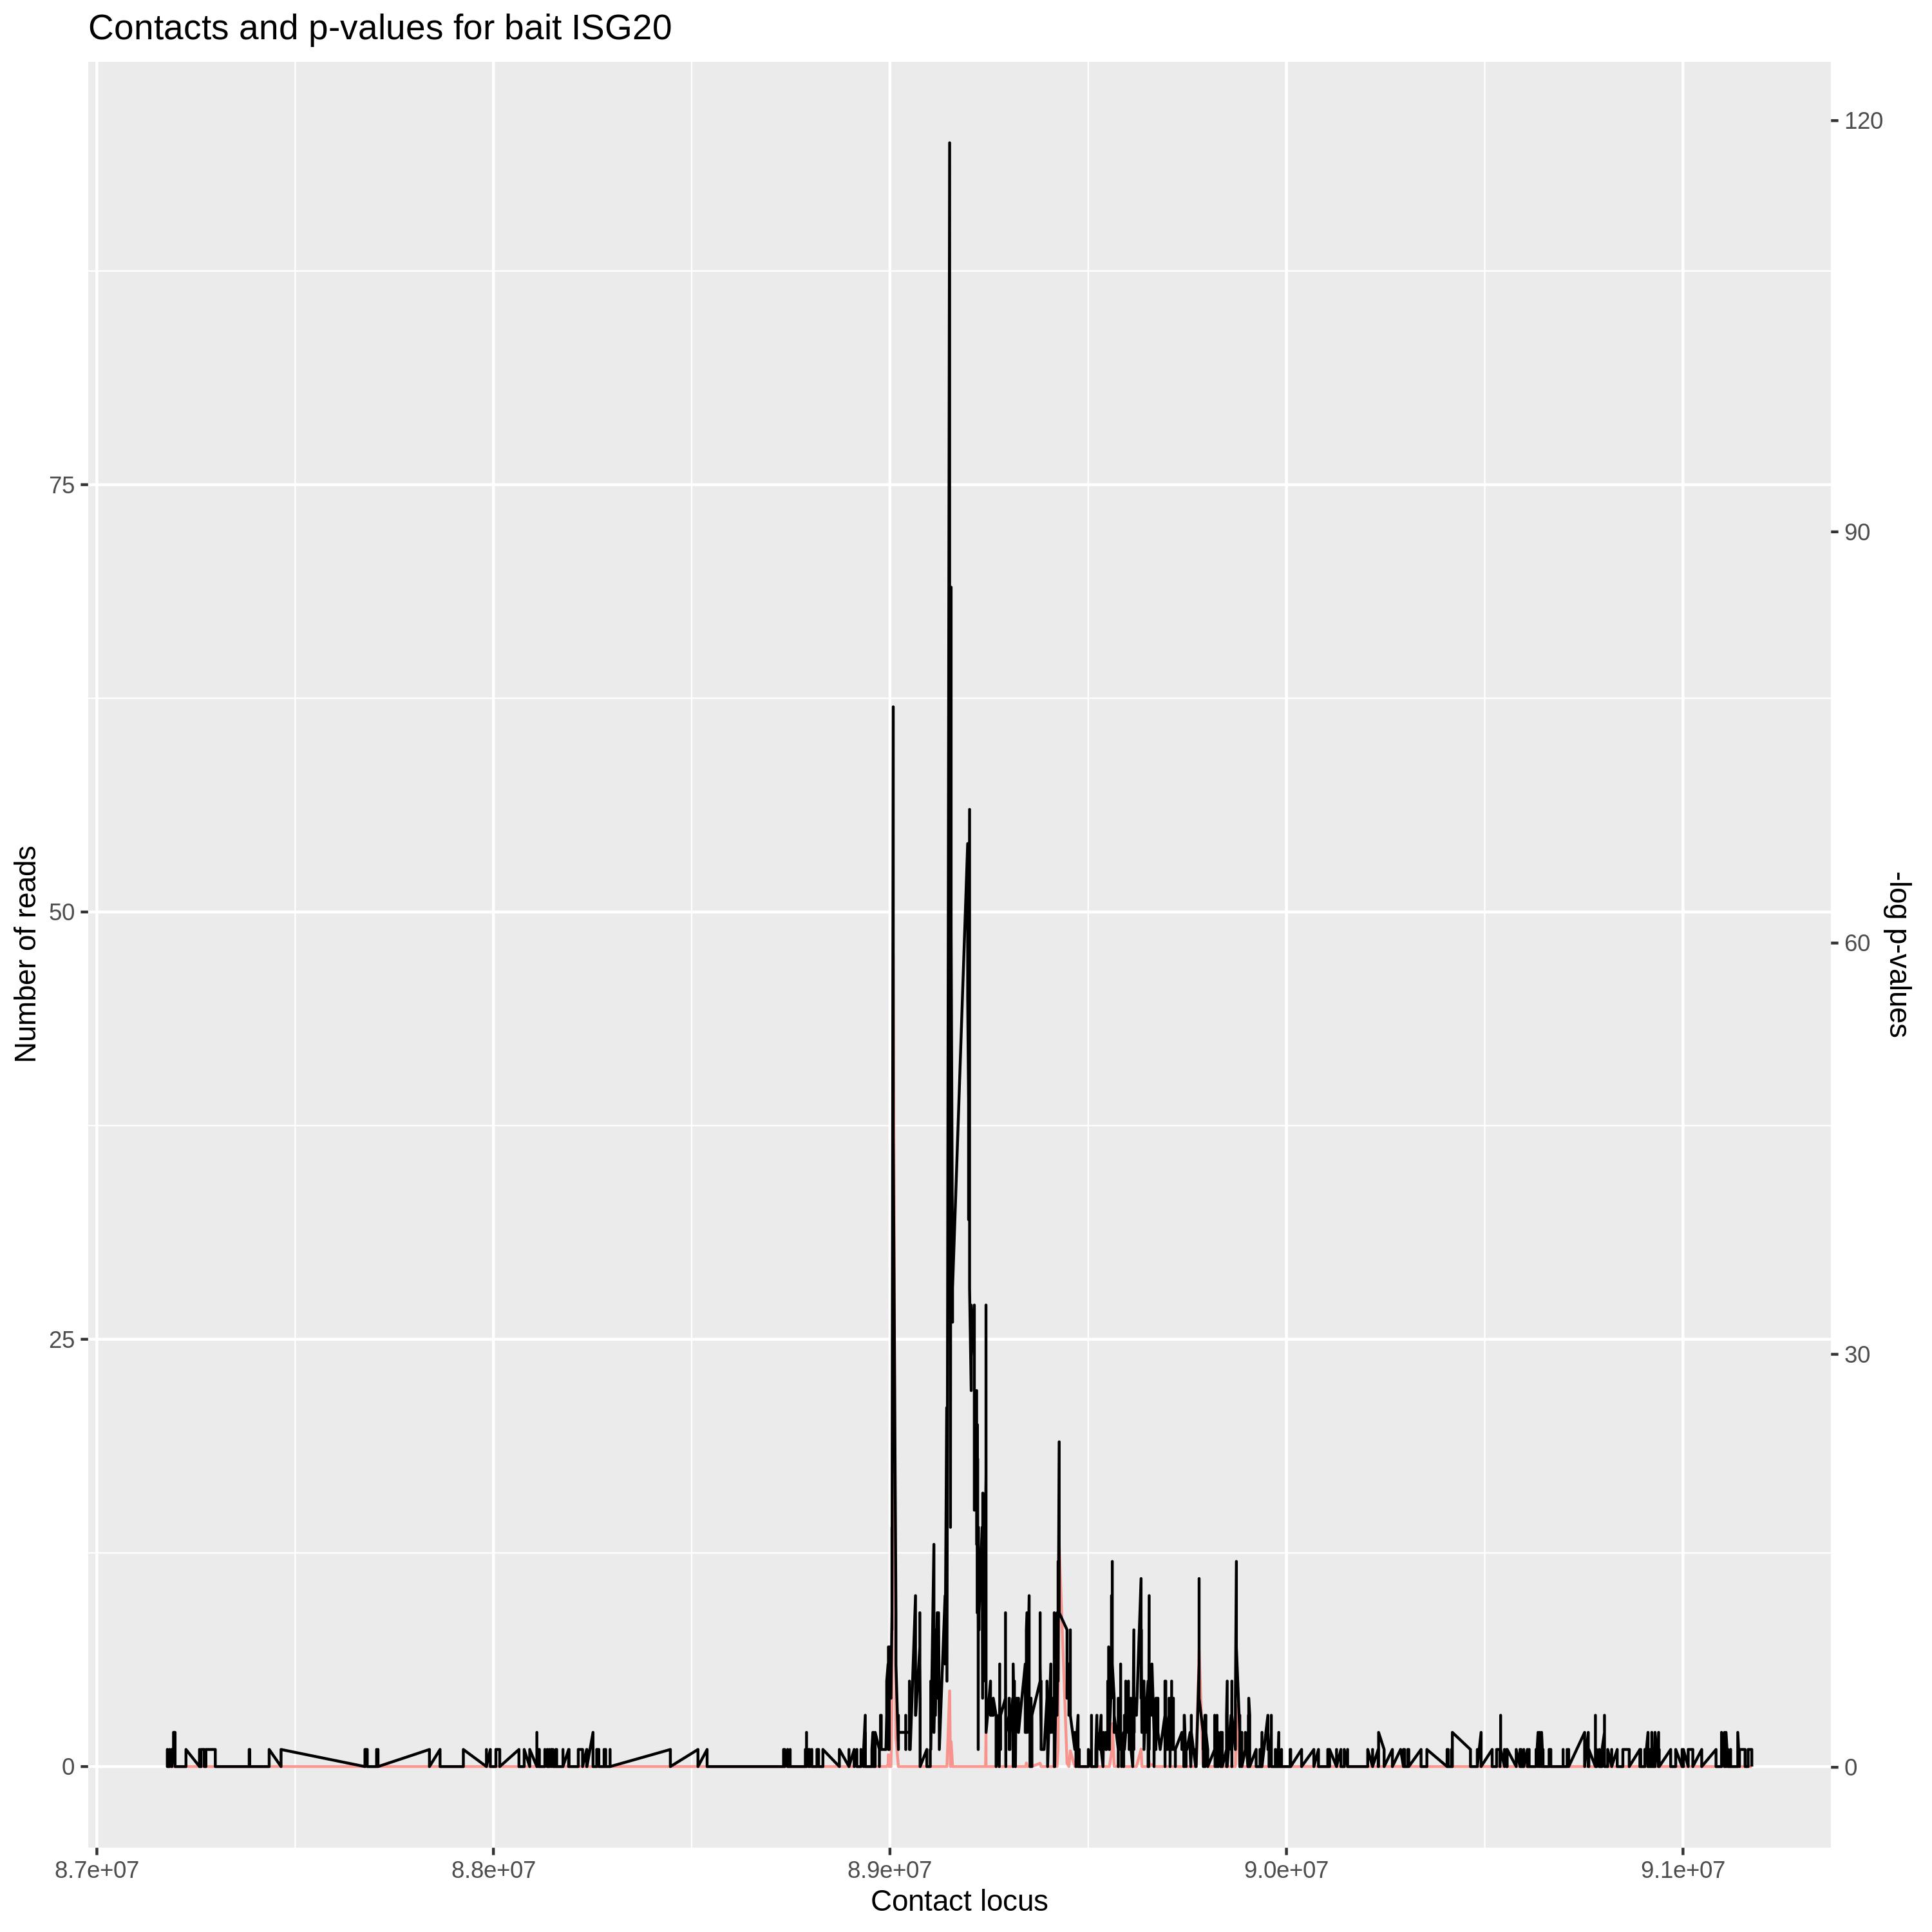 Contacts and p-values for bait ISG20
120
75
90
Number of reads
-log p-values
50
60
25
30
0
0
8.7e+07
8.8e+07
8.9e+07
9.0e+07
9.1e+07
Contact locus